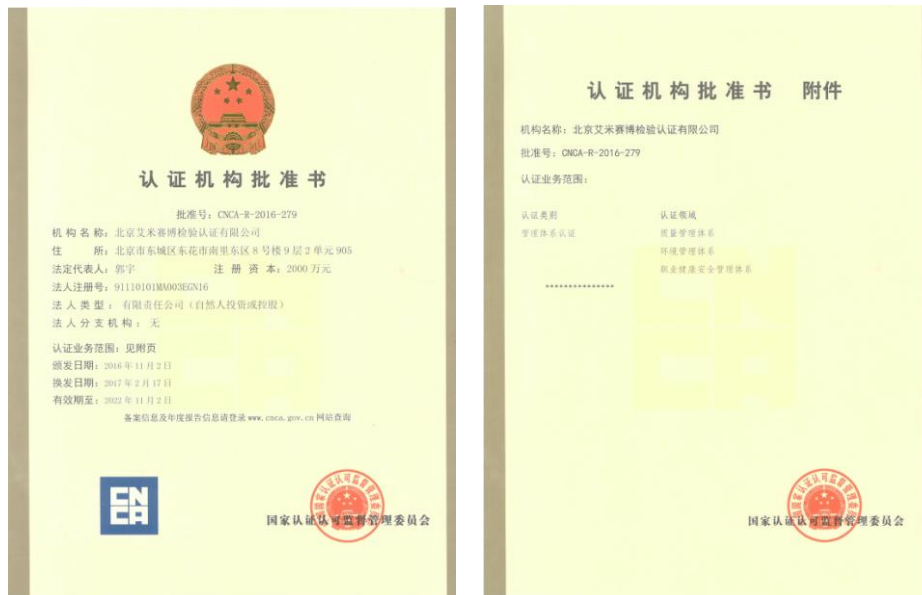 认证机构批准书
批准号：CNCA-R-2016-279
机构名称：北京艾米赛博检验认证有限公司
住 所：北京市东城区东花市南里东区8号楼9层2单元905
法定代表人：郭宇 注册资本：2000万元
法人注册号：91110101MA003EGN16
法人类型：有限责任公司（自然人投资或控股）
法人分支机构：无
认证业务范围：见附页
颁发日期：2016年11月2日
换发日期：2017年2月17日
有效期至：2022年11月2日
备案信息及年度报告信息请登录www.cnca.gov.cn网站查询
CN
CA
国家认证认可监督管理委员会
认证机构批准书 附件
机构名称：北京艾米赛博检验认证有限公司
批准号：CNCA-R-2016-279
认证业务范围：
认证类别 认证领域
管理体系认证 质量管理体系
环境管理体系
职业健康安全管理体系
***************
国家认证认可监督管理委员会